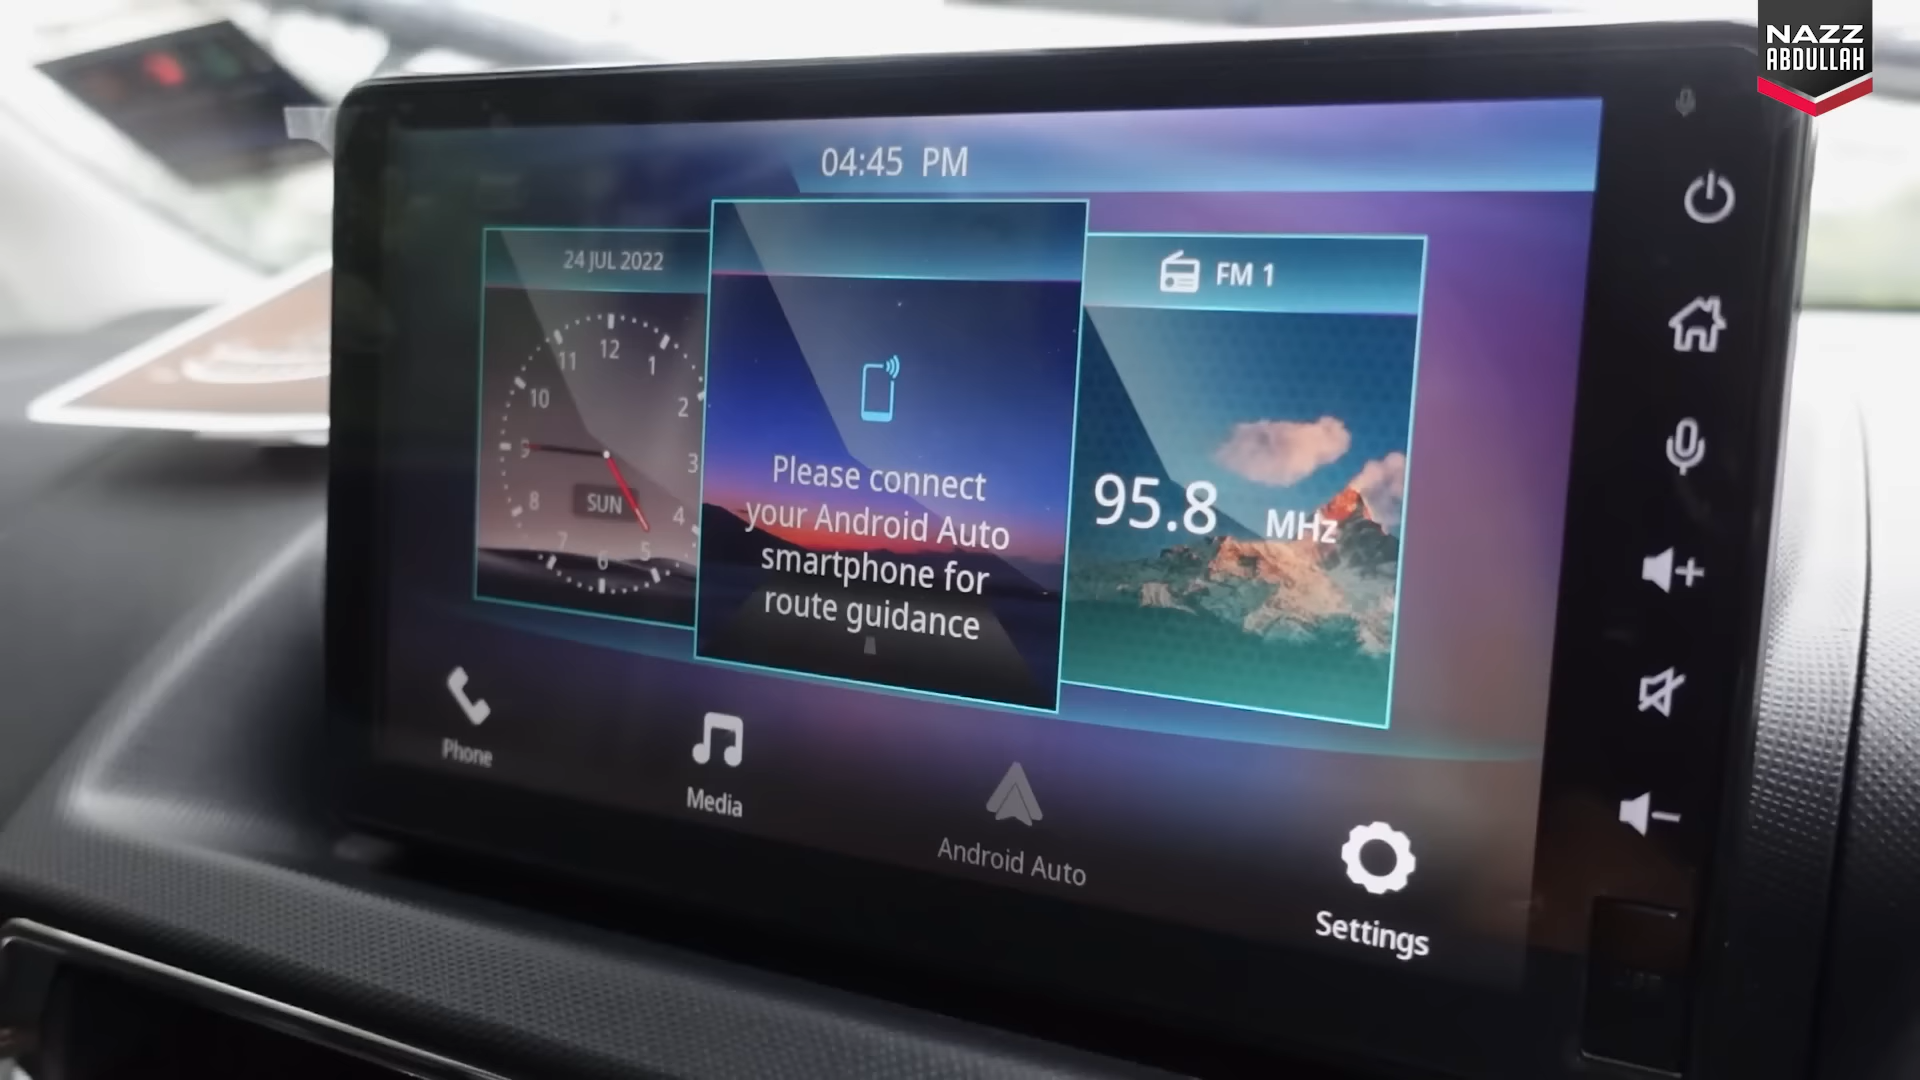 NAZZ
ABDULLAH
04:45 PM
24 JUL 2022
12
11
1
10
2
9
3
SUN
8
4
7
5
6
Please connect
your Android Auto
smartphone for
route guidance
FM 1
95.8 MHz
Phone
Media
Android Auto
Settings